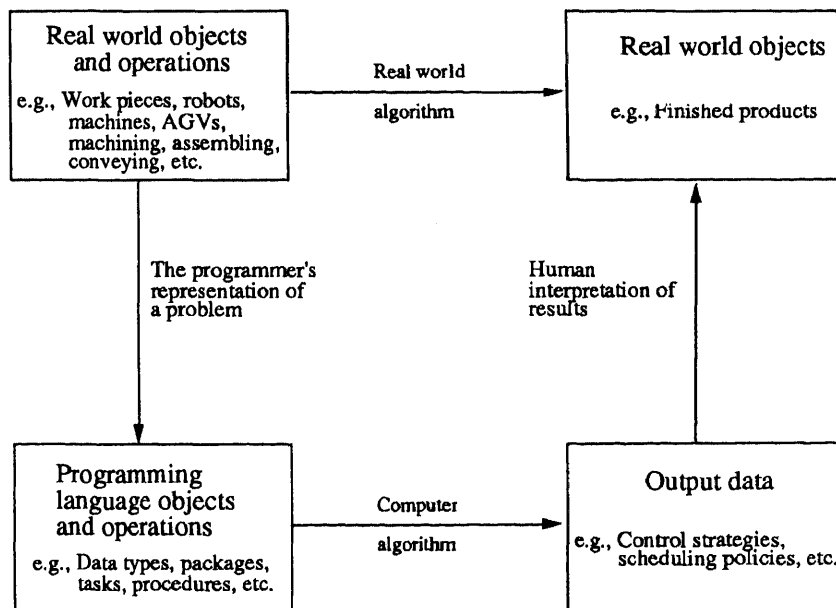 Real world objects
and operations
e.g., Work pieces, robots,
machines, AGVs,
machining, assembling,
conveying, etc.
Real world
algorithm
Real world objects
e.g., Finished products
The programmer's
representation of
a problem
Human
interpretation of
results
Programming
language objects
and operations
e.g., Data types, packages,
tasks, procedures, etc.
Computer
algorithm
Output data
e.g., Control strategies,
scheduling policies, etc.